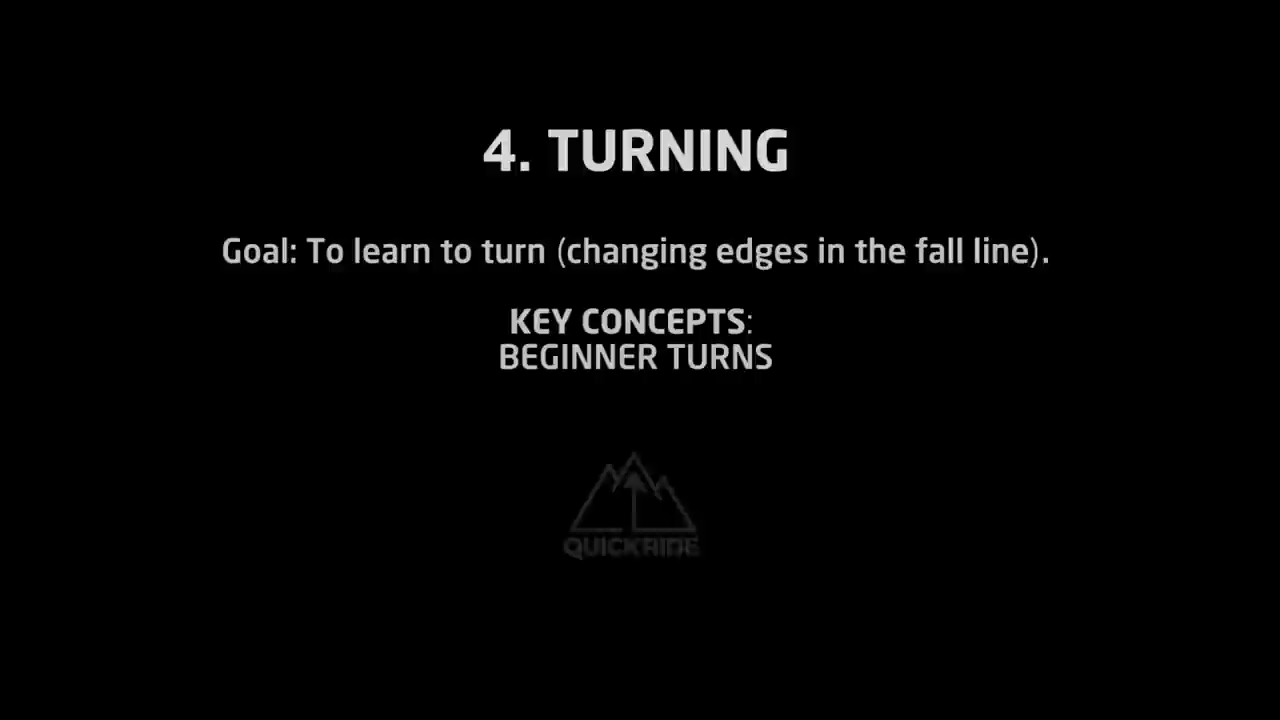 4. TURNING
Goal: To learn to turn (changing edges in the fall line).
KEY CONCEPTS:
BEGINNER TURNS
QUICKRIDE